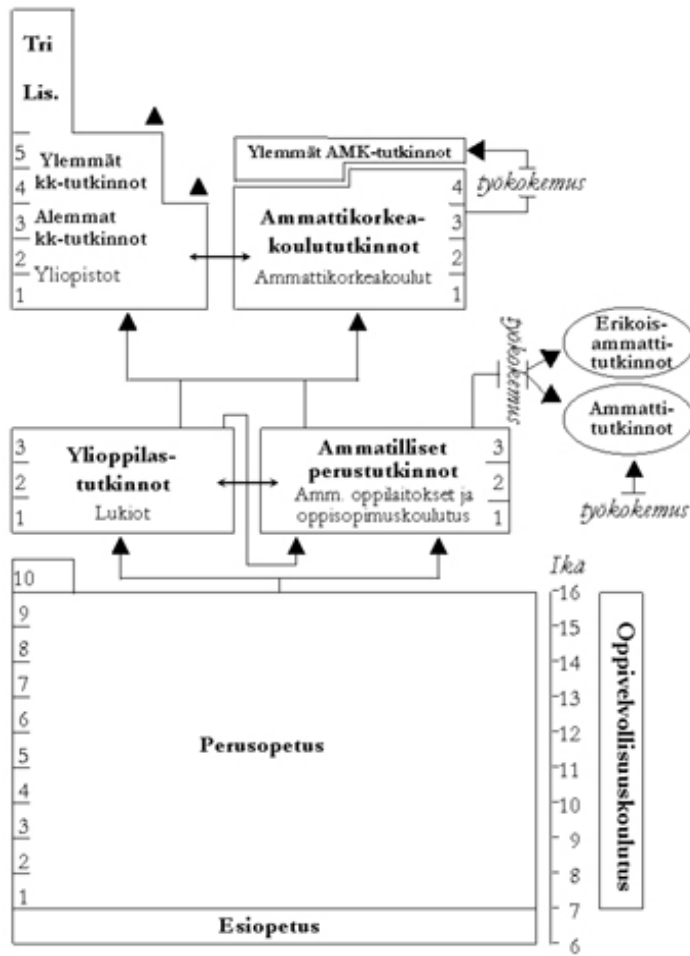 Tri
Lis.
5
4
3
2
1
Ylemmät
kk-tutkinnot
Alemmat
kk-tutkinnot
Yliopistot
Ylemmät AMK-tutkinnot
työkokemus
Ammattikorkea-
koulututkinnot
Ammattikorkeakoulut
4
3
2
1
työkokemus
Erikois-
ammatti-
tutkinnot
Ammatti-
tutkinnot
työkokemus
3
2
1
Ylioppilas-
tutkinnot
Lukiot
Ammatilliset
perustutkinnot
Amm. oppilaitokset ja
oppisopimuskoulutus
3
2
1
10
9
8
7
6
5
4
3
2
1
Perusopetus
Esiopetus
Ikä
16
15
14
13
12
11
10
9
8
7
6
Oppivelvollisuuskoulutus